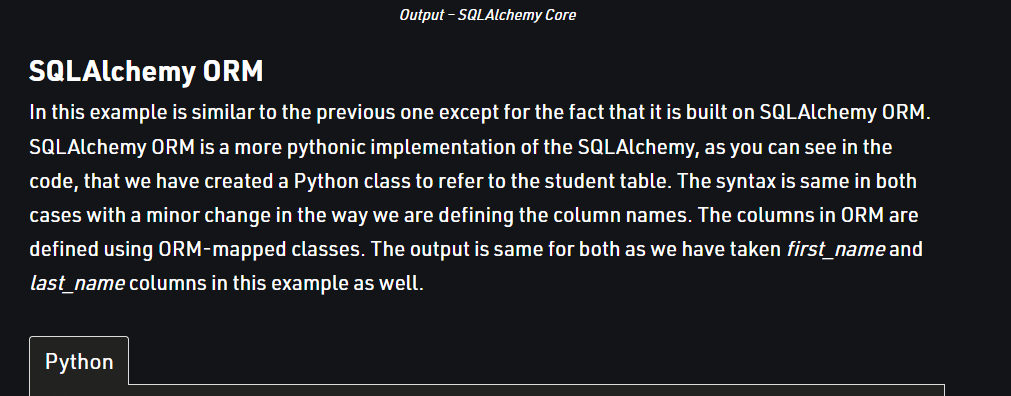 Output – SQLAlchemy Core
SQLAlchemy ORM
In this example is similar to the previous one except for the fact that it is built on SQLAlchemy ORM.
SQLAlchemy ORM is a more pythonic implementation of the SQLAlchemy, as you can see in the
code, that we have created a Python class to refer to the student table. The syntax is same in both
cases with a minor change in the way we are defining the column names. The columns in ORM are
defined using ORM-mapped classes. The output is same for both as we have taken first_name and
last_name columns in this example as well.
Python